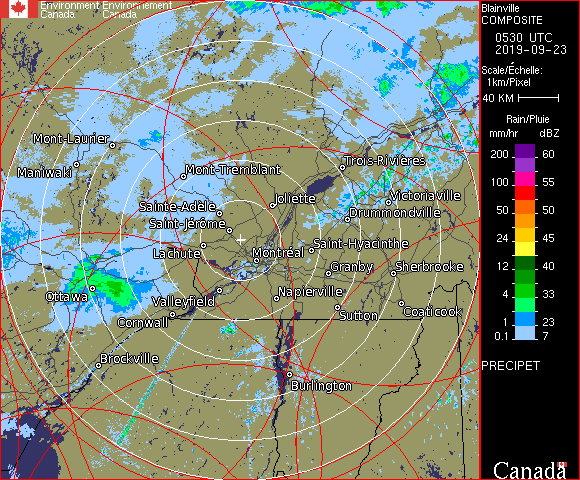 Environment Environnement
Canada Canada
Blainville
COMPOSITE
0530 UTC
2019-09-23
Scale/Échelle:
1km/Pixel
40 KM
Rain/Pluie
mm/hr dBZ
200 60
100 55
50 50
24 45
12 40
4 33
1 23
0.1 7
PRECIPET
Mont-Laurier
Maniwaki
Mont-Tremblant
Trois-Rivières
Joliette
Victoriaville
Sainte-Adèle
Drummondville
Saint-Jérôme
Lachute
Montréal
Saint-Hyacinthe
Granby
Sherbrooke
Ottawa
Valleyfield
Napierville
Cornwall
Sutton
Coaticook
Brockville
Burlington
Canada